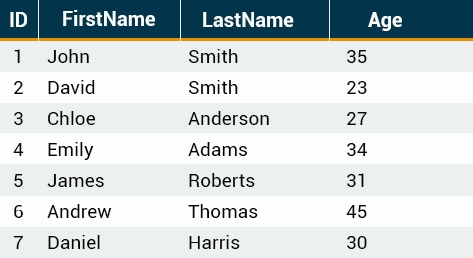 ID FirstName LastName Age
1 John Smith 35
2 David Smith 23
3 Chloe Anderson 27
4 Emily Adams 34
5 James Roberts 31
6 Andrew Thomas 45
7 Daniel Harris 30